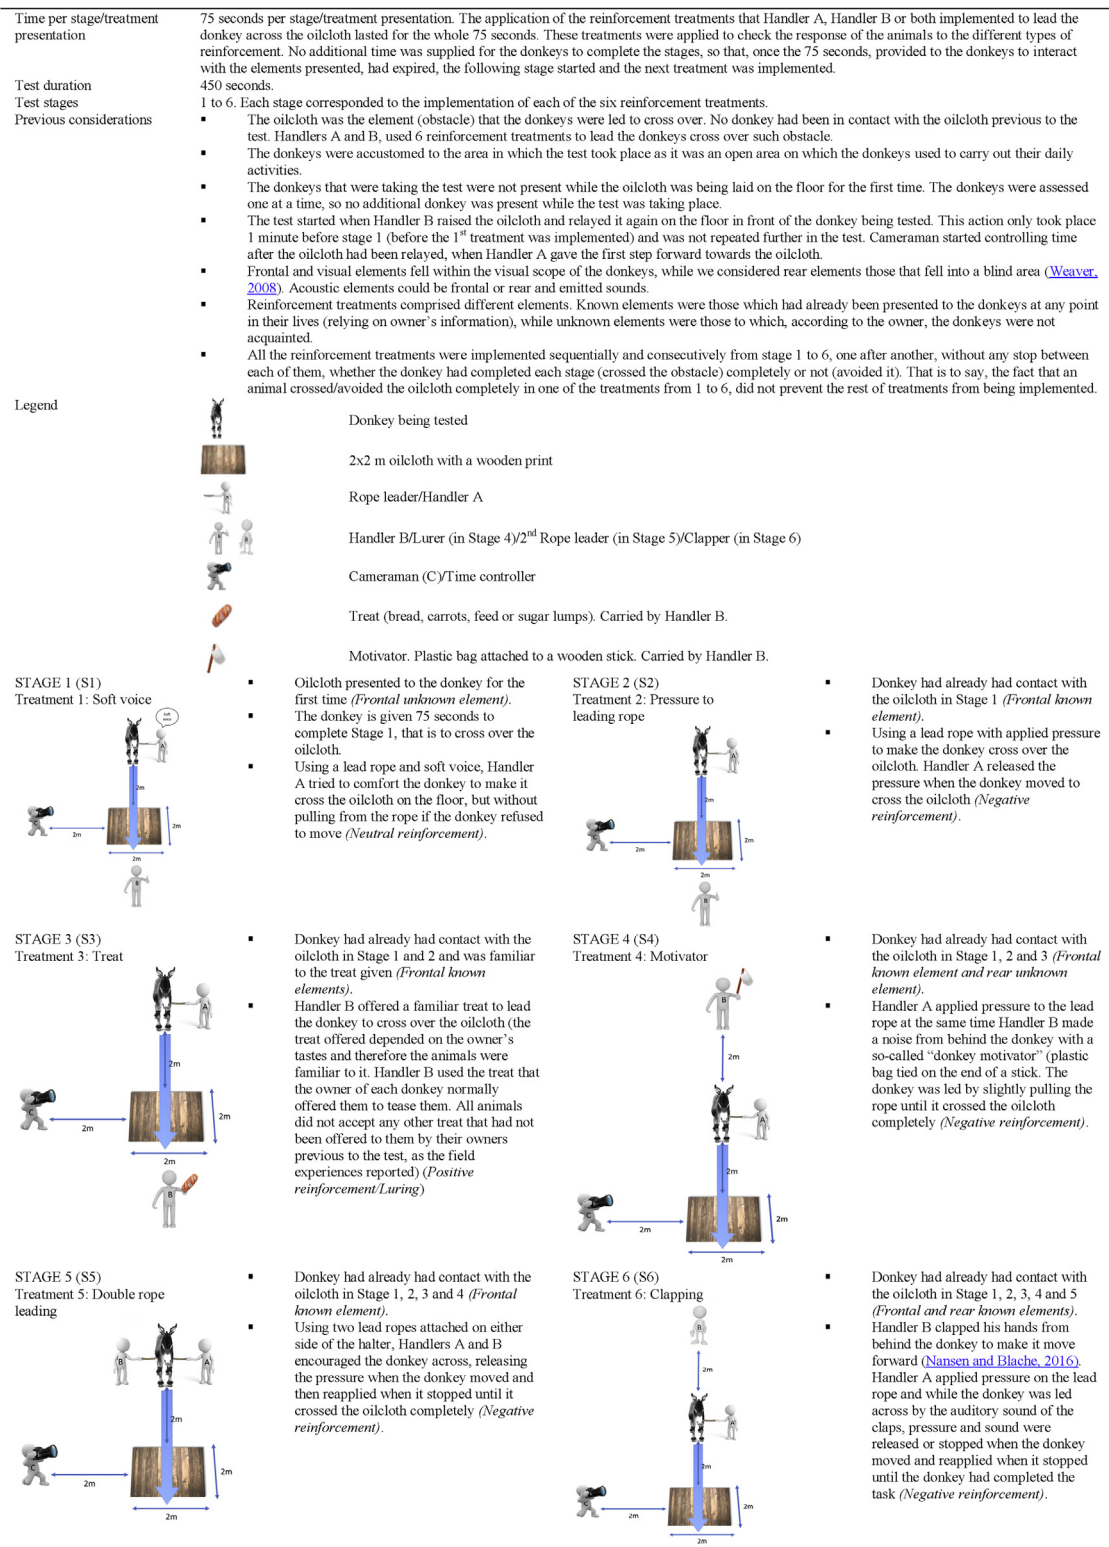 Time per stage/treatment presentation
75 seconds per stage/treatment presentation. The application of the reinforcement treatments that Handler A, Handler B or both implemented to lead the
donkey across the oilcloth lasted for the whole 75 seconds. These treatments were applied to check the response of the animals to the different types of
reinforcement. No additional time was supplied for the donkeys to complete the stages, so that, once the 75 seconds, provided to the donkeys to interact
with the elements presented, had expired, the following stage started and the next treatment was implemented.
Test duration
450 seconds.
Test stages
1 to 6. Each stage corresponded to the implementation of each of the six reinforcement treatments.
Previous considerations
▪ The oilcloth was the element (obstacle) that the donkeys were led to cross over. No donkey had been in contact with the oilcloth previous to the
test. Handlers A and B, used 6 reinforcement treatments to lead the donkeys cross over such obstacle.
▪ The donkeys were accustomed to the area in which the test took place as it was an open area on which the donkeys used to carry out their daily
activities.
▪ The donkeys that were taking the test were not present while the oilcloth was being laid on the floor for the first time. The donkeys were assessed
one at a time, so no additional donkey was present while the test was taking place.
▪ The test started when Handler B raised the oilcloth and relayed it again on the floor in front of the donkey being tested. This action only took place
1 minute before stage 1 (before the 1st treatment was implemented) and was not repeated further in the test. Cameraman started controlling time
after the oilcloth had been relayed, when Handler A gave the first step forward towards the oilcloth.
▪ Frontal and visual elements fell within the visual scope of the donkeys, while we considered rear elements those that fell into a blind area (Weaver,
2008). Acoustic elements could be frontal or rear and emitted sounds.
▪ Reinforcement treatments comprised different elements. Known elements were those which had already been presented to the donkeys at any point
in their lives (relying on owner's information), while unknown elements were those to which, according to the owner, the donkeys were not
acquainted.
▪ All the reinforcement treatments were implemented sequentially and consecutively from stage 1 to 6, one after another, without any stop between
each of them, whether the donkey had completed each stage (crossed the obstacle) completely or not (avoided it). That is to say, the fact that an
animal crossed/avoided the oilcloth completely in one of the treatments from 1 to 6, did not prevent the rest of treatments from being implemented.
Legend
Donkey being tested
2x2 m oilcloth with a wooden print
A
Rope leader/Handler A
B
Handler B/Lurer (in Stage 4)/2nd Rope leader (in Stage 5)/Clapper (in Stage 6)
C
Cameraman (C)/Time controller
Treat (bread, carrots, feed or sugar lumps). Carried by Handler B.
Motivator. Plastic bag attached to a wooden stick. Carried by Handler B.
STAGE 1 (S1)
Treatment 1: Soft voice
Soft
voice
A
2m
C
2m
2m
2m
B
▪ Oilcloth presented to the donkey for the
first time (Frontal unknown element).
▪ The donkey is given 75 seconds to
complete Stage 1, that is to cross over the
oilcloth.
▪ Using a lead rope and soft voice, Handler
A tried to comfort the donkey to make it
cross the oilcloth on the floor, but without
pulling from the rope if the donkey refused
to move (Neutral reinforcement).
STAGE 2 (S2)
Treatment 2: Pressure to
leading rope
A
2m
C
2m
2m
2m
B
▪ Donkey had already had contact with
the oilcloth in Stage 1 (Frontal known
element).
▪ Using a lead rope with applied pressure
to make the donkey cross over the
oilcloth. Handler A released the
pressure when the donkey moved to
cross the oilcloth (Negative
reinforcement).
STAGE 3 (S3)
Treatment 3: Treat
A
2m
C
2m
2m
2m
B
▪ Donkey had already had contact with the
oilcloth in Stage 1 and 2 and was familiar
to the treat given (Frontal known
elements).
▪ Handler B offered a familiar treat to lead
the donkey to cross over the oilcloth (the
treat offered depended on the owner's
tastes and therefore the animals were
familiar to it. Handler B used the treat that
the owner of each donkey normally
offered them to tease them. All animals
did not accept any other treat that had not
been offered to them by their owners
previous to the test, as the field
experiences reported) (Positive
reinforcement/Luring)
STAGE 4 (S4)
Treatment 4: Motivator
B
2m
A
2m
C
2m
2m
2m
▪ Donkey had already had contact with
the oilcloth in Stage 1, 2 and 3 (Frontal
known element and rear unknown
element).
▪ Handler A applied pressure to the lead
rope at the same time Handler B made
a noise from behind the donkey with a
so-called “donkey motivator” (plastic
bag tied on the end of a stick. The
donkey was led by slightly pulling the
rope until it crossed the oilcloth
completely (Negative reinforcement).
STAGE 5 (S5)
Treatment 5: Double rope
leading
B
A
2m
C
2m
2m
2m
▪ Donkey had already had contact with the
oilcloth in Stage 1, 2, 3 and 4 (Frontal
known element).
▪ Using two lead ropes attached on either
side of the halter, Handlers A and B
encouraged the donkey across, releasing
the pressure when the donkey moved and
then reapplied when it stopped until it
crossed the oilcloth completely (Negative
reinforcement).
STAGE 6 (S6)
Treatment 6: Clapping
B
2m
A
2m
C
2m
2m
2m
▪ Donkey had already had contact with
the oilcloth in Stage 1, 2, 3, 4 and 5
(Frontal and rear known elements).
▪ Handler B clapped his hands from
behind the donkey to make it move
forward (Nansen and Blache, 2016).
Handler A applied pressure on the lead
rope and while the donkey was led
across by the auditory sound of the
claps, pressure and sound were
released or stopped when the donkey
moved and reapplied when it stopped
until the donkey had completed the
task (Negative reinforcement).